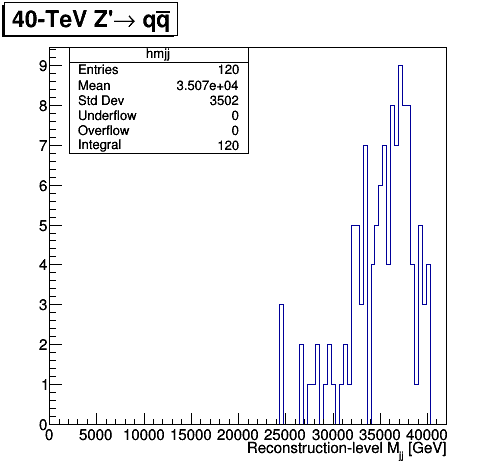 40-TeV Z'→ qq̅
hmjj
Entries 120
Mean 3.507e+04
Std Dev 3502
Underflow 0
Overflow 0
Integral 120
9
8
7
6
5
4
3
2
1
0
0 5000 10000 15000 20000 25000 30000 35000 40000
Reconstruction-level Mjj [GeV]